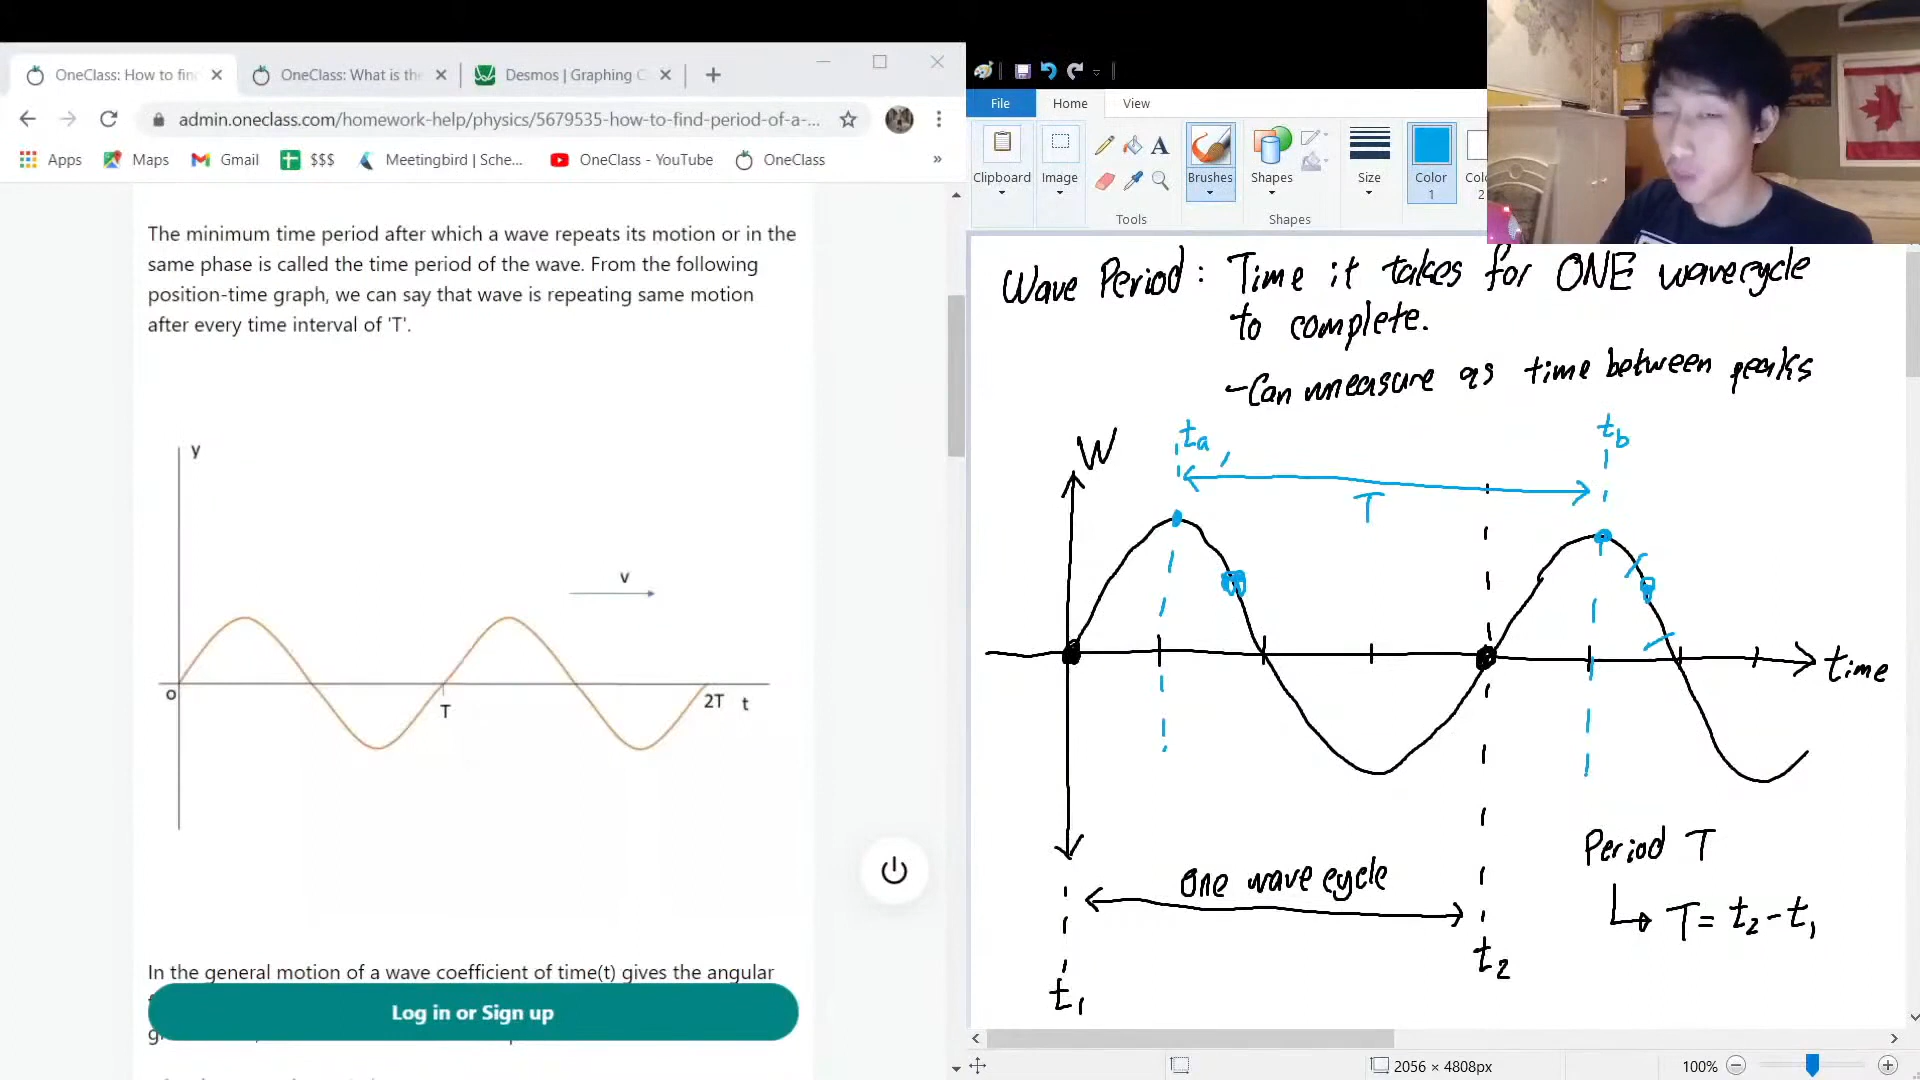 OneClass: How to fin
OneClass: What is the
Desmos | Graphing C
admin.oneclass.com/homework-help/physics/5679535-how-to-find-period-of-a-...
Apps
Maps
Gmail
$$$
Meetingbird | Sche...
OneClass - YouTube
OneClass
»
The minimum time period after which a wave repeats its motion or in the
same phase is called the time period of the wave. From the following
position-time graph, we can say that wave is repeating same motion
after every time interval of 'T'.
y
v
o
T
2T
t
In the general motion of a wave coefficient of time(t) gives the angular
Log in or Sign up
File
Home
View
Clipboard
Image
Tools
Brushes
Shapes
Shapes
Size
Color
1
Colo
2
Wave Period: Time it takes for ONE wavecycle
to complete.
- Can measure as time between peaks
W
ta
tb
T
time
one wave cycle
t1
t2
Period T
T = t2 - t1
2056 × 4808px
100%